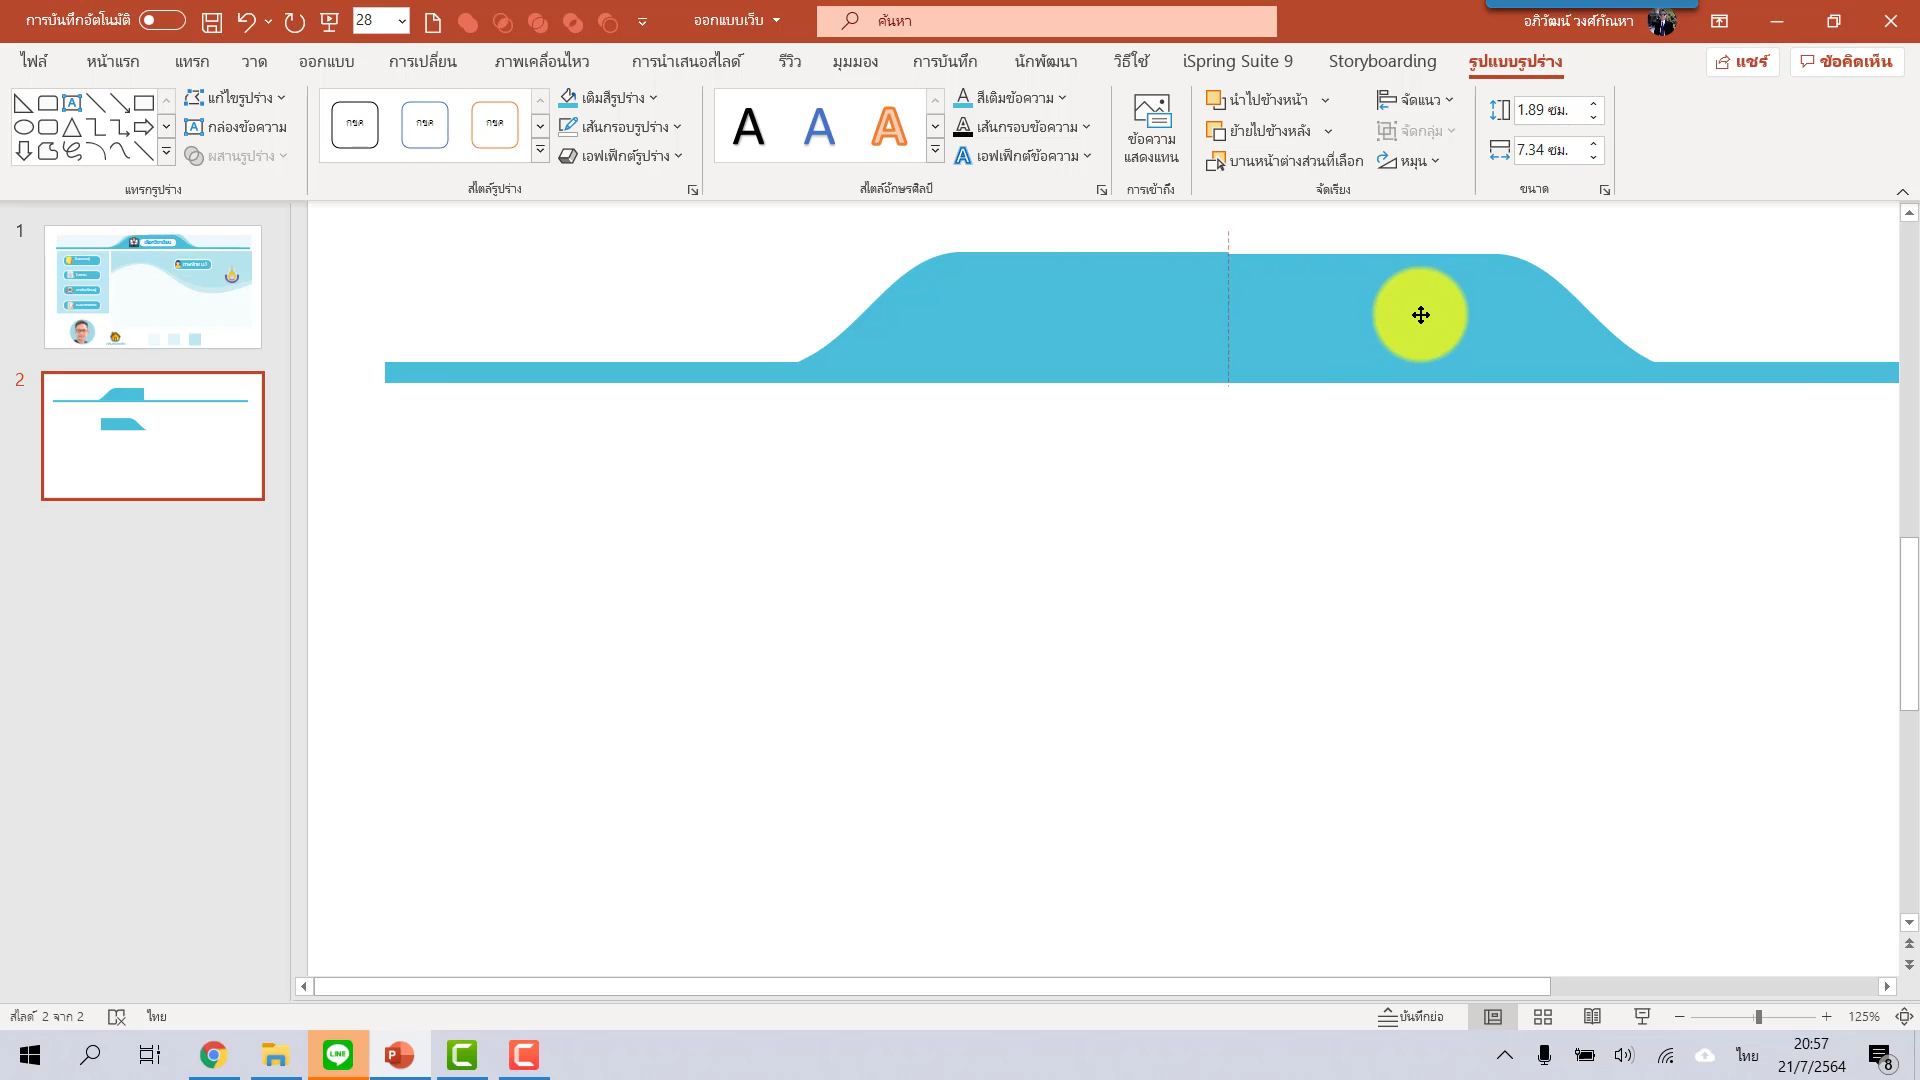 การบันทึกอัตโนมัติ
28
ออกแบบเว็บ
ค้นหา
อภิวัฒน์ วงศ์กัณหา
ไฟล์
หน้าแรก
แทรก
วาด
ออกแบบ
การเปลี่ยน
ภาพเคลื่อนไหว
การนำเสนอสไลด์
รีวิว
มุมมอง
การบันทึก
นักพัฒนา
วิธีใช้
iSpring Suite 9
Storyboarding
รูปแบบรูปร่าง
แชร์
ข้อคิดเห็น
แก้ไขรูปร่าง
กล่องข้อความ
ผสานรูปร่าง
แทรกรูปร่าง
กขค
กขค
กขค
เติมสีรูปร่าง
เส้นกรอบรูปร่าง
เอฟเฟ็กต์รูปร่าง
สไตล์รูปร่าง
A
A
A
สีเติมข้อความ
เส้นกรอบข้อความ
เอฟเฟ็กต์ข้อความ
สไตล์อักษรศิลป์
ข้อความ
แสดงแทน
การเข้าถึง
นำไปข้างหน้า
ย้ายไปข้างหลัง
บานหน้าต่างส่วนที่เลือก
จัดแนว
จัดกลุ่ม
หมุน
จัดเรียง
1.89 ซม.
7.34 ซม.
ขนาด
1
2
สไลด์ 2 จาก 2
ไทย
บันทึกย่อ
125%
LINE
ไทย
20:57
21/7/2564
8